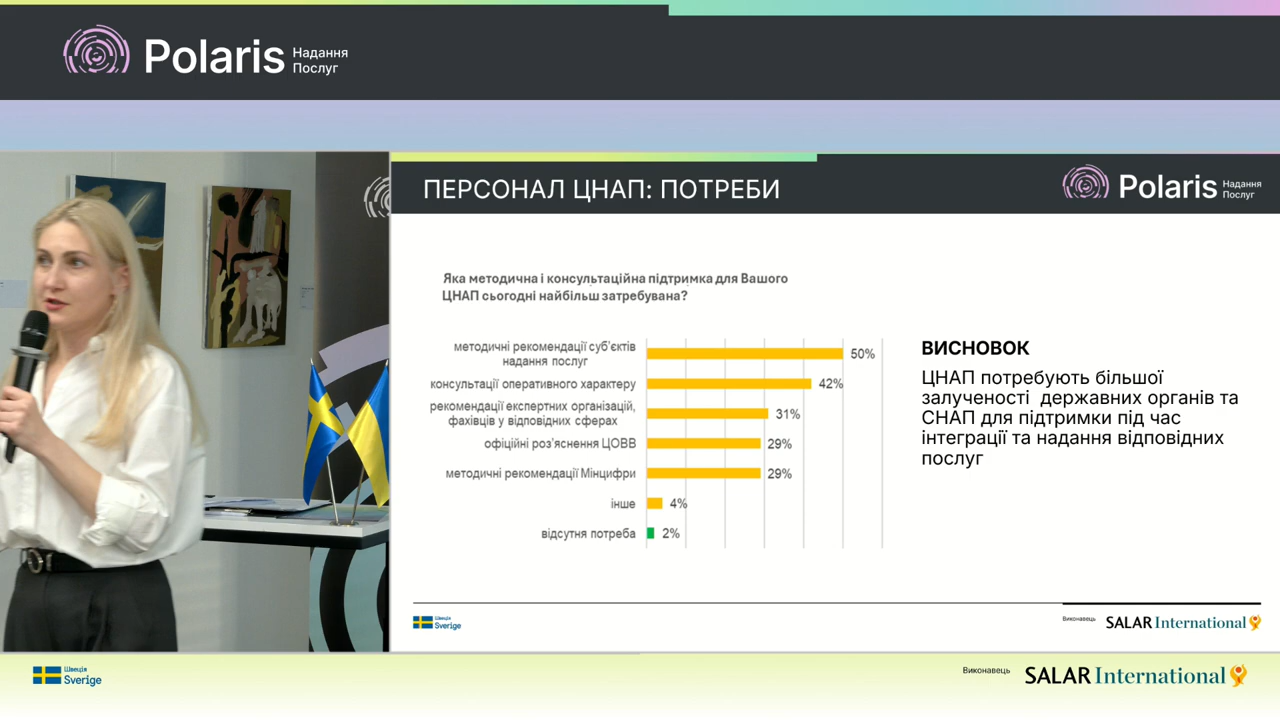 Polaris
Надання
Послуг
ПЕРСОНАЛ ЦНАП: ПОТРЕБИ
Polaris
Надання
Послуг
Яка методична і консультаційна підтримка для Вашого
ЦНАП сьогодні найбільш затребувана?
методичні рекомендації суб'єктів
надання послуг
50%
консультації оперативного характеру
42%
рекомендації експертних організацій,
фахівців у відповідних сферах
31%
офіційні роз'яснення ЦОВВ
29%
методичні рекомендації Мінцифри
29%
інше
4%
відсутня потреба
2%
ВИСНОВОК
ЦНАП потребують більшої
залученості державних органів та
СНАП для підтримки під час
інтеграції та надання відповідних
послуг
Швеція
Sverige
Виконавець
SALAR International
Швеція
Sverige
Виконавець
SALAR International